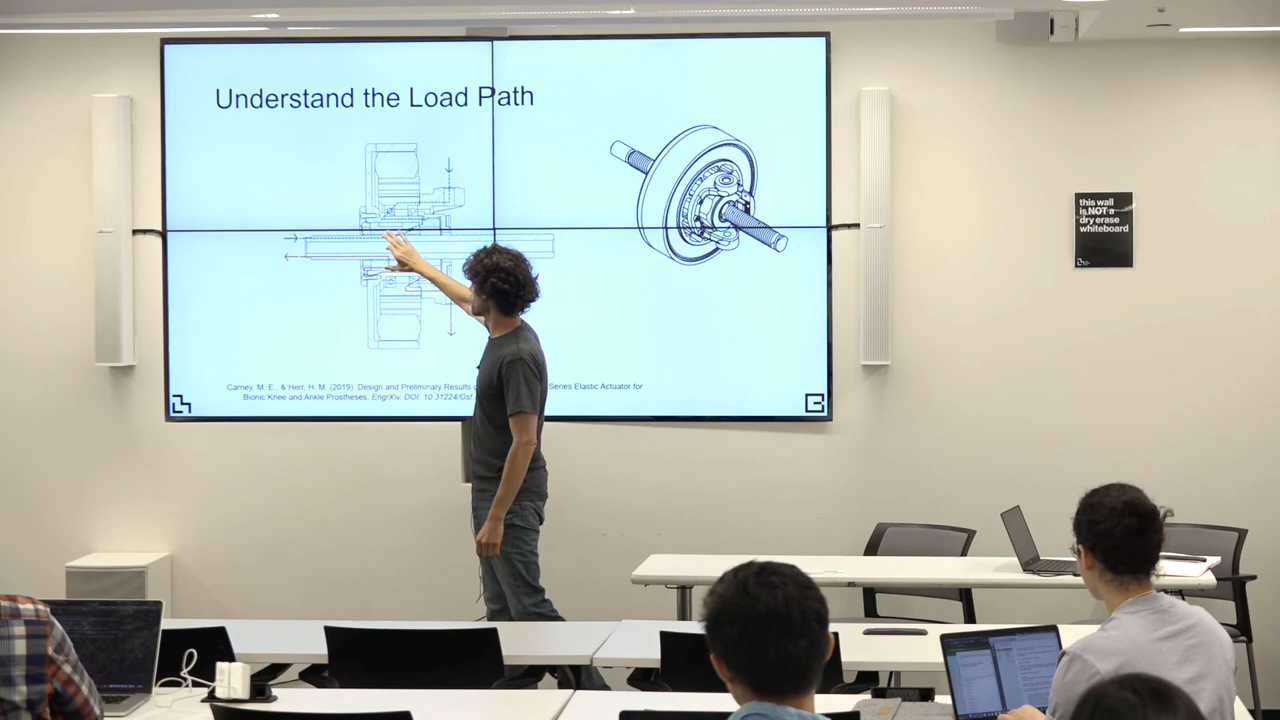 Understand the Load Path
this wall
is NOT a
dry erase
whiteboard
Carney, M. E., & Herr, H. M. (2019). Design and Preliminary Results Series Elastic Actuator for
Bionic Knee and Ankle Prostheses. EngrXiv, DOI: 10.31224/Osf.